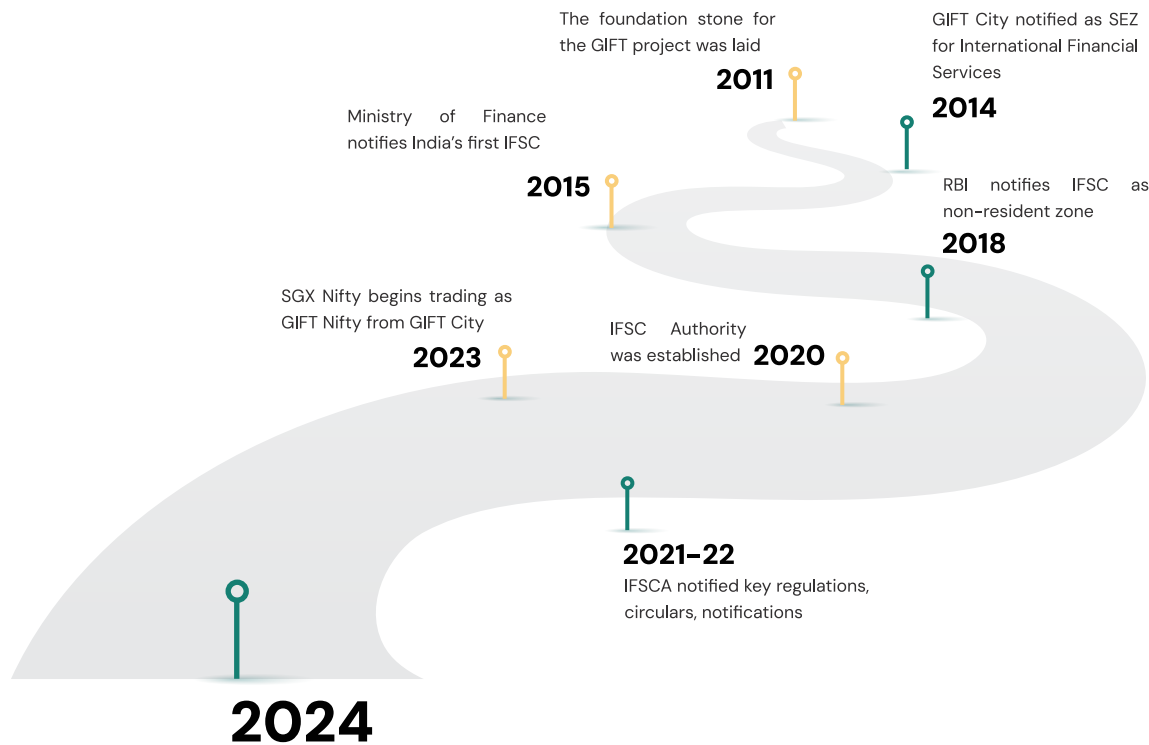 The foundation stone for
the GIFT project was laid
2011
GIFT City notified as SEZ
for International Financial
Services
2014
Ministry of Finance
notifies India's first IFSC
2015
RBI notifies IFSC as
non-resident zone
2018
SGX Nifty begins trading as
GIFT Nifty from GIFT City
2023
IFSC Authority
was established
2020
2021–22
IFSCA notified key regulations,
circulars, notifications
2024